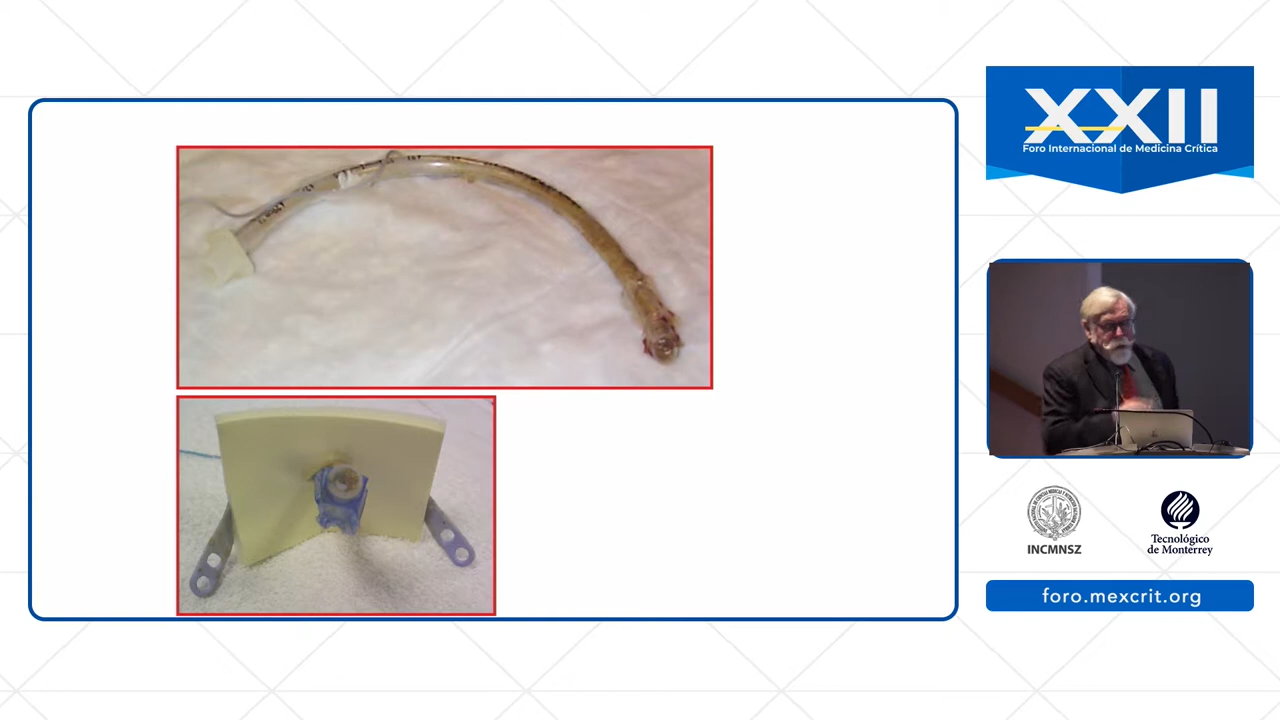 XXII
Foro Internacional de Medicina Crítica
INCMNSZ
Tecnológico
de Monterrey
foro.mexcrit.org